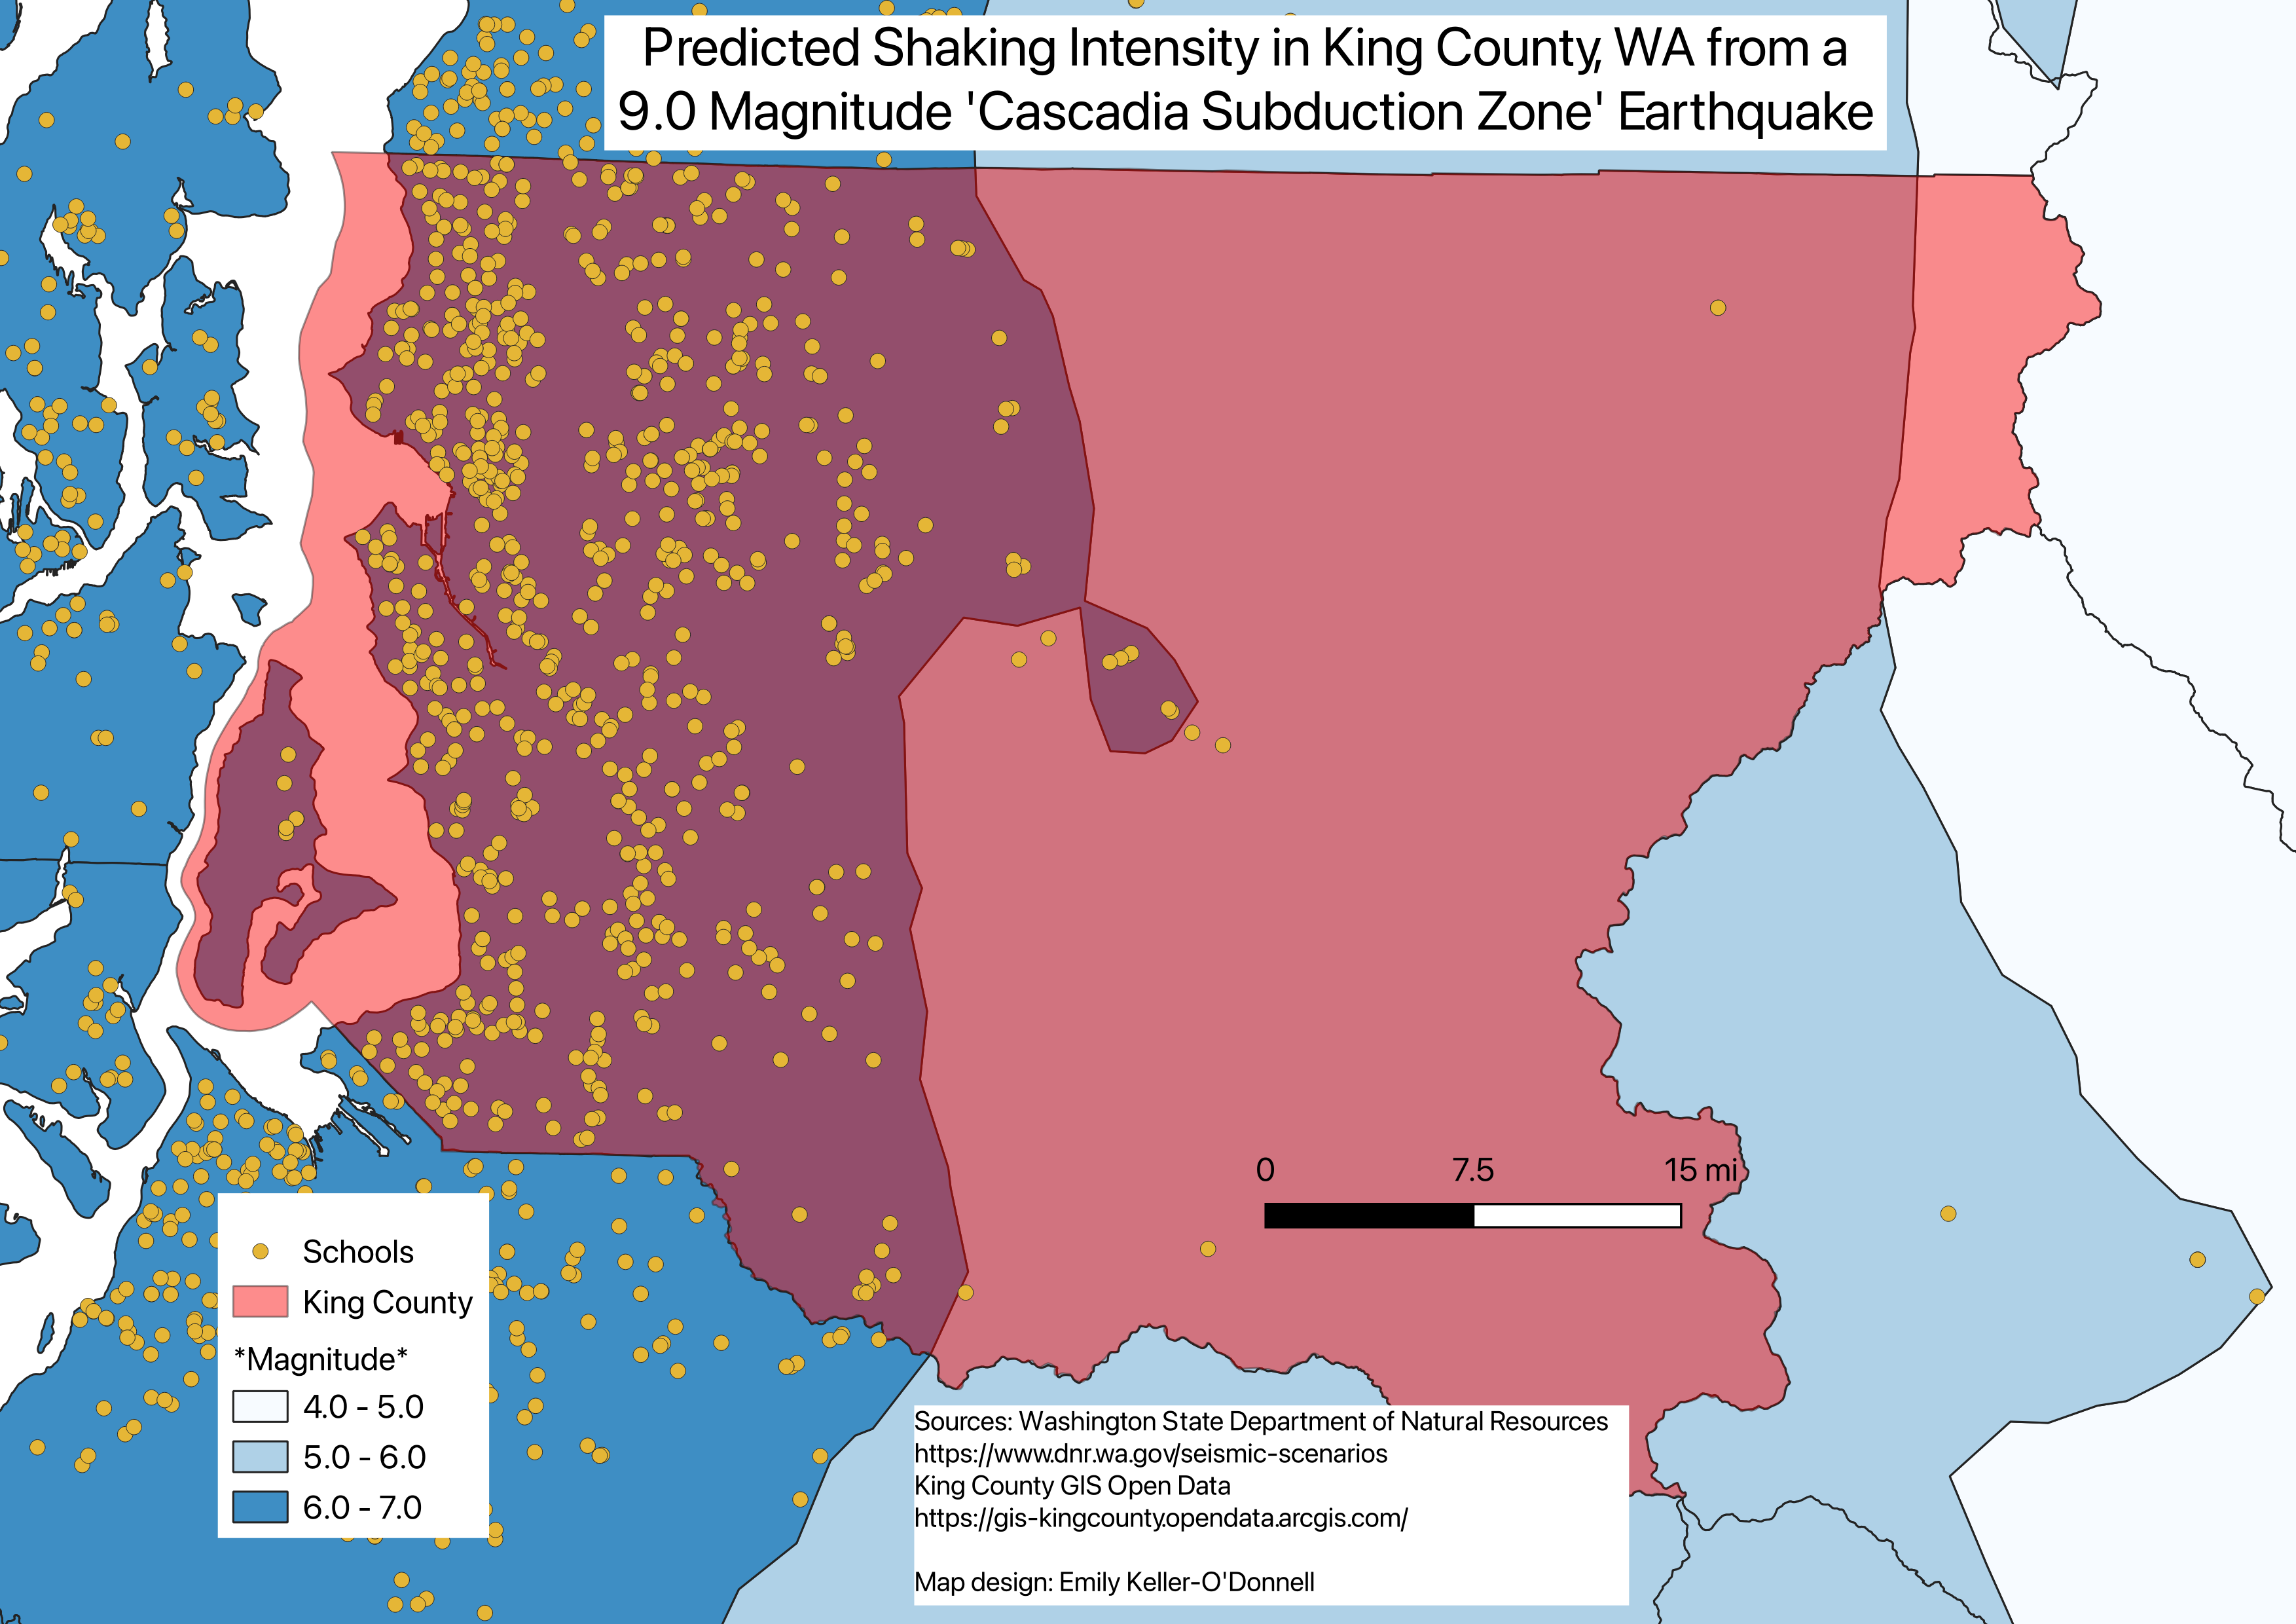 Predicted Shaking Intensity in King County, WA from a
9.0 Magnitude 'Cascadia Subduction Zone' Earthquake
0 7.5 15 mi
Schools
King County
*Magnitude*
4.0 - 5.0
5.0 - 6.0
6.0 - 7.0
Sources: Washington State Department of Natural Resources
https://www.dnr.wa.gov/seismic-scenarios
King County GIS Open Data
https://gis-kingcounty.opendata.arcgis.com/
Map design: Emily Keller-O'Donnell